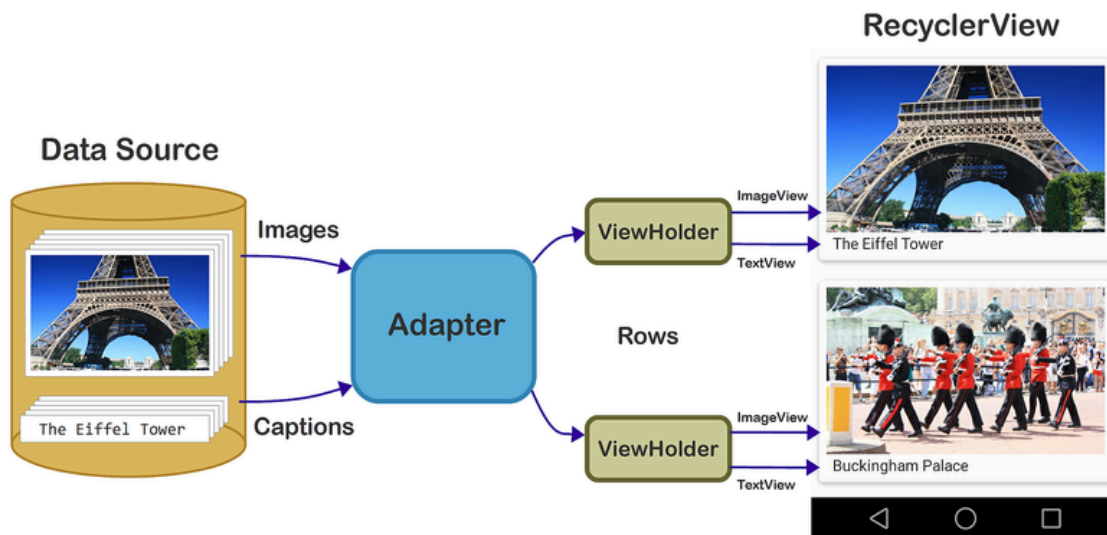 RecyclerView
Data Source
Images
Captions
The Eiffel Tower
Adapter
Rows
ViewHolder
ImageView
TextView
The Eiffel Tower
ViewHolder
ImageView
TextView
Buckingham Palace